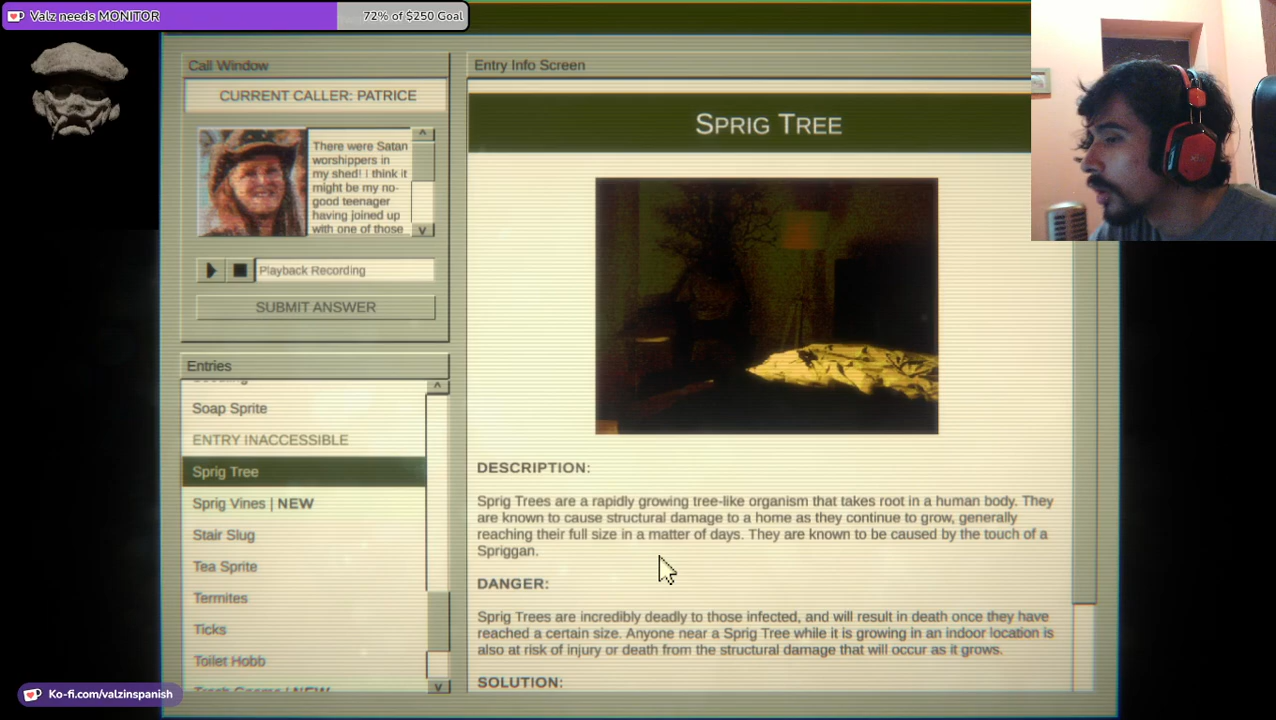 Valz needs MONITOR
72% of $250 Goal
Call Window
CURRENT CALLER: PATRICE
There were Satan
worshippers in
my shed! I think it
might be my no-
good teenager
having joined up
with one of those
Playback Recording
SUBMIT ANSWER
Entries
Soap Sprite
ENTRY INACCESSIBLE
Sprig Tree
Sprig Vines | NEW
Stair Slug
Tea Sprite
Termites
Ticks
Toilet Hobb
Entry Info Screen
SPRIG TREE
DESCRIPTION:
Sprig Trees are a rapidly growing tree-like organism that takes root in a human body. They
are known to cause structural damage to a home as they continue to grow, generally
reaching their full size in a matter of days. They are known to be caused by the touch of a
Spriggan.
DANGER:
Sprig Trees are incredibly deadly to those infected, and will result in death once they have
reached a certain size. Anyone near a Sprig Tree while it is growing in an indoor location is
also at risk of injury or death from the structural damage that will occur as it grows.
SOLUTION:
Ko-fi.com/valzinspanish